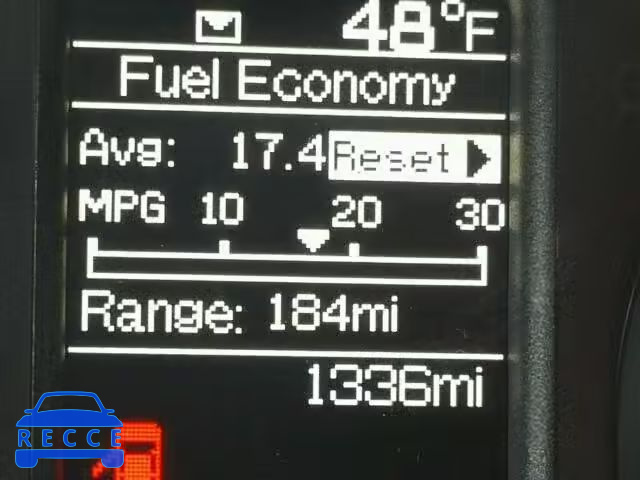 48°F
Fuel Economy
Avg: 17.4 Reset
MPG 10 20 30
Range: 184mi
1336mi
RECCE